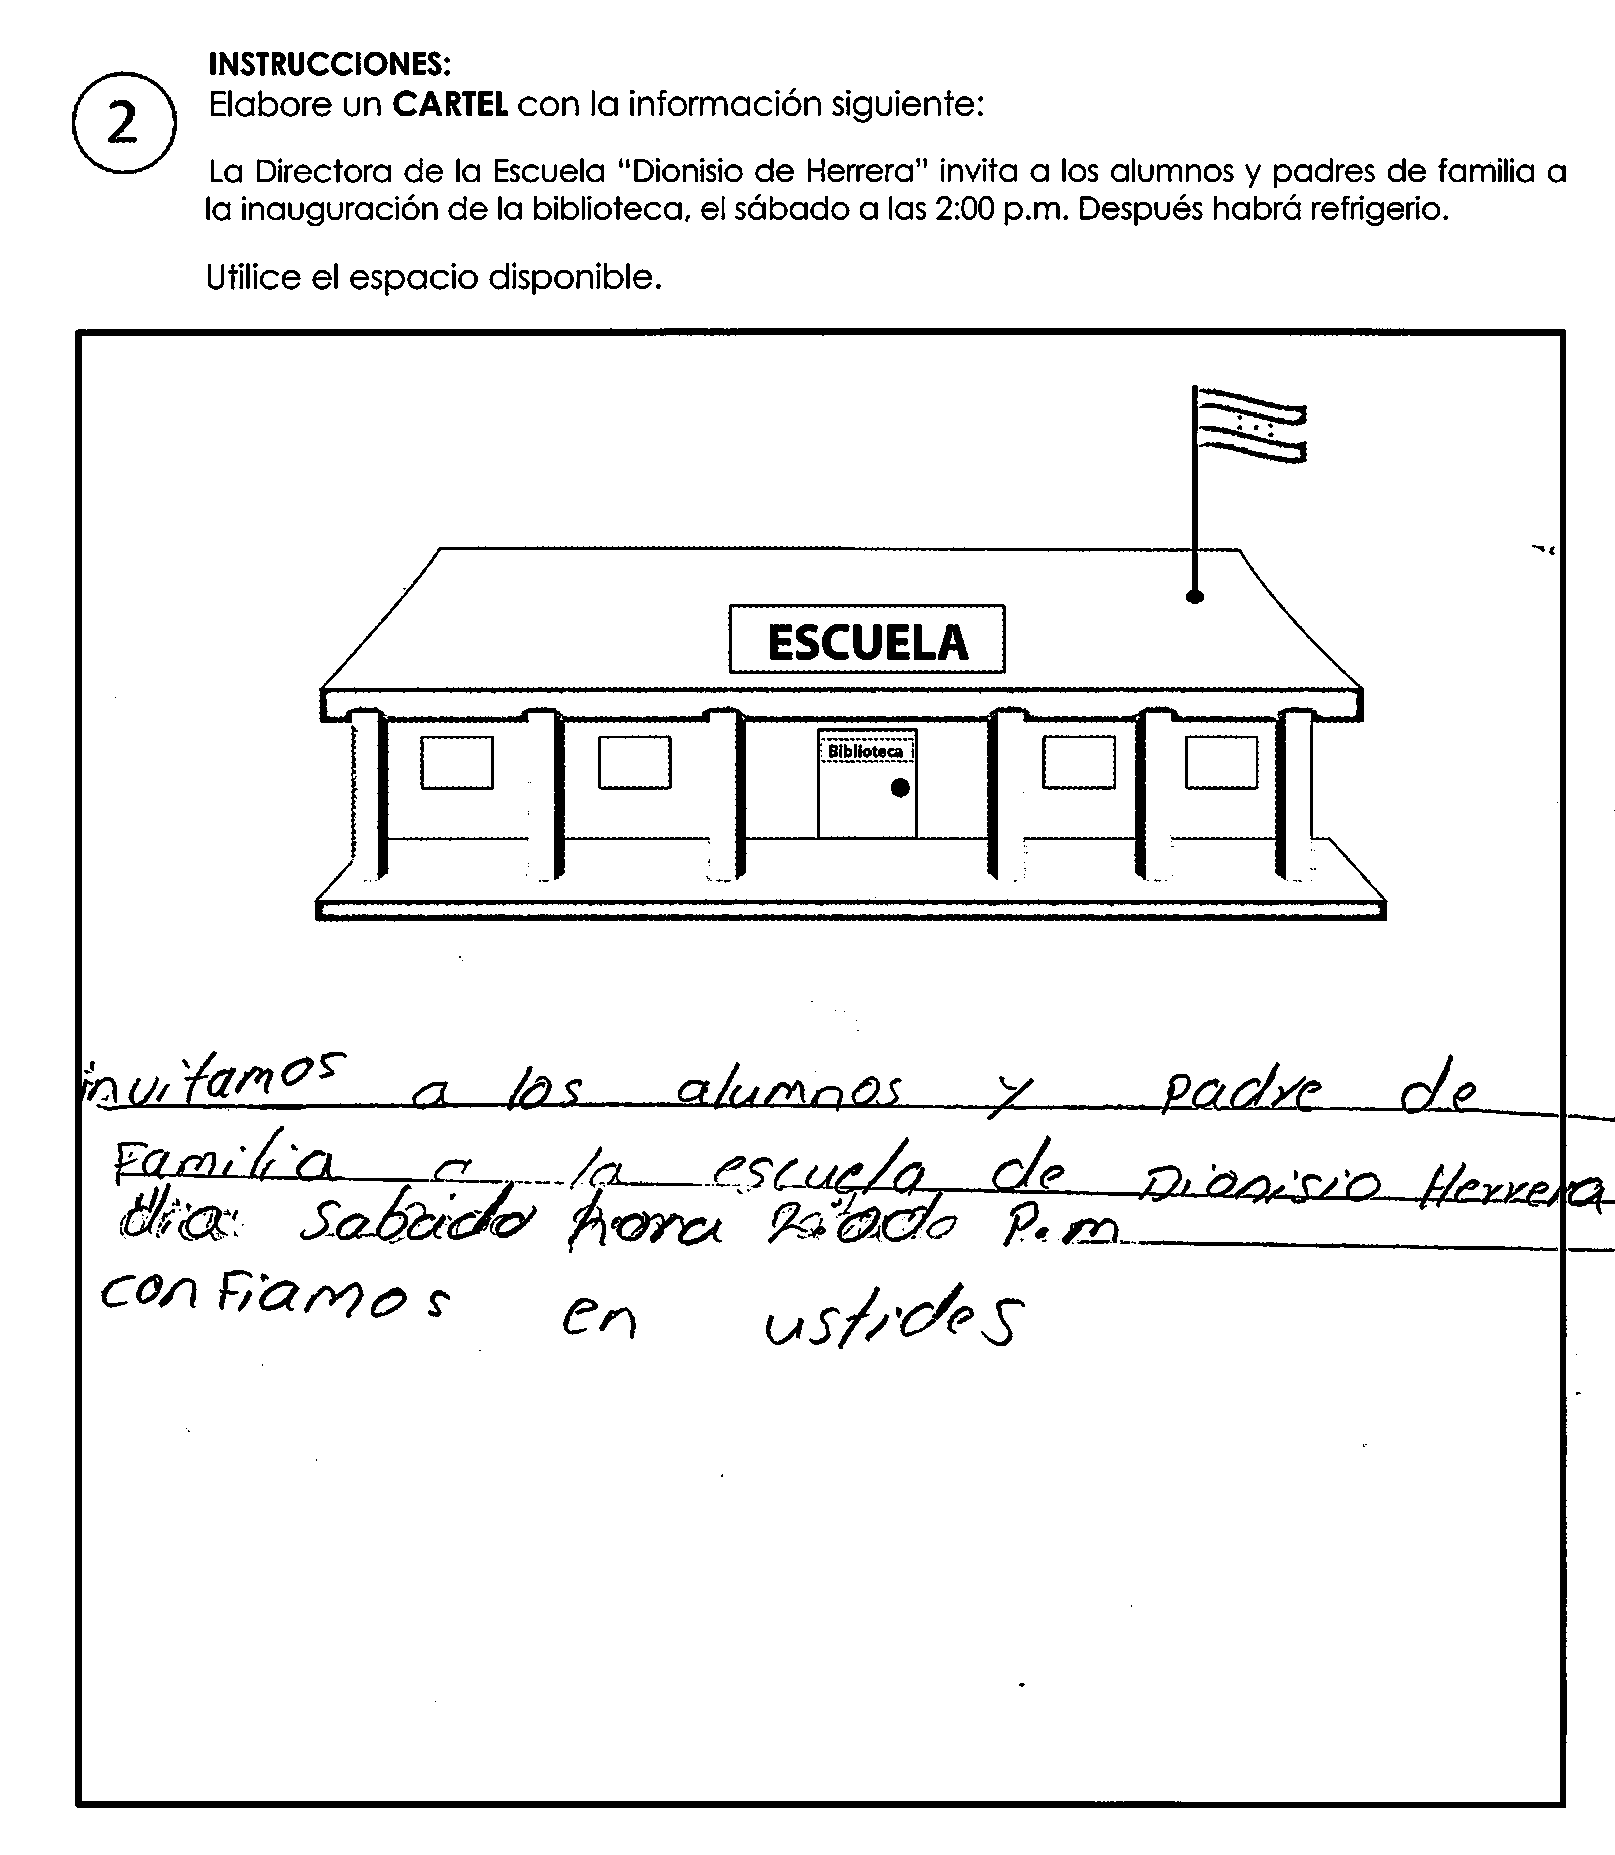 INSTRUCCIONES:
2
Elabore un CARTEL con la información siguiente:
La Directora de la Escuela "Dionisio de Herrera" invita a los alumnos y padres de familia a
la inauguración de la biblioteca, el sábado a las 2:00 p.m. Después habrá refrigerio.
Utilice el espacio disponible.
ESCUELA
Biblioteca
invitamos a los alumnos y padre de
Familia a la escuela de Dionisio Herrera
dia: Sabado hora P.m
confiamos en ustides